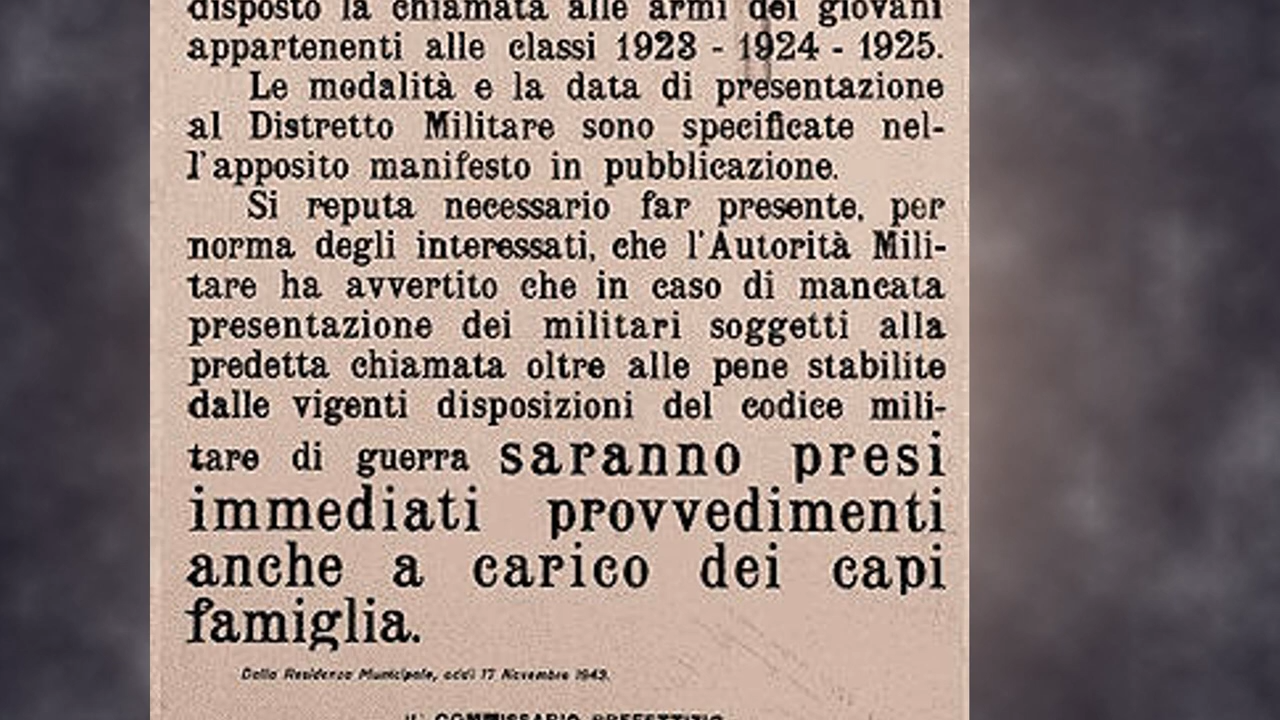 disposto la chiamata alle armi dei giovani
appartenenti alle classi 1923 - 1924 - 1925.
Le modalità e la data di presentazione
al Distretto Militare sono specificate nel-
l'apposito manifesto in pubblicazione.
Si reputa necessario far presente, per
norma degli interessati, che l'Autorità Mili-
tare ha avvertito che in caso di mancata
presentazione dei militari soggetti alla
predetta chiamata oltre alle pene stabilite
dalle vigenti disposizioni del codice mili-
tare di guerra saranno presi
immediati provvedimenti
anche a carico dei capi
famiglia.
Dalla Residenza Municipale, addì 17 Novembre 1943.
IL COMMISSARIO PREFETTIZIO